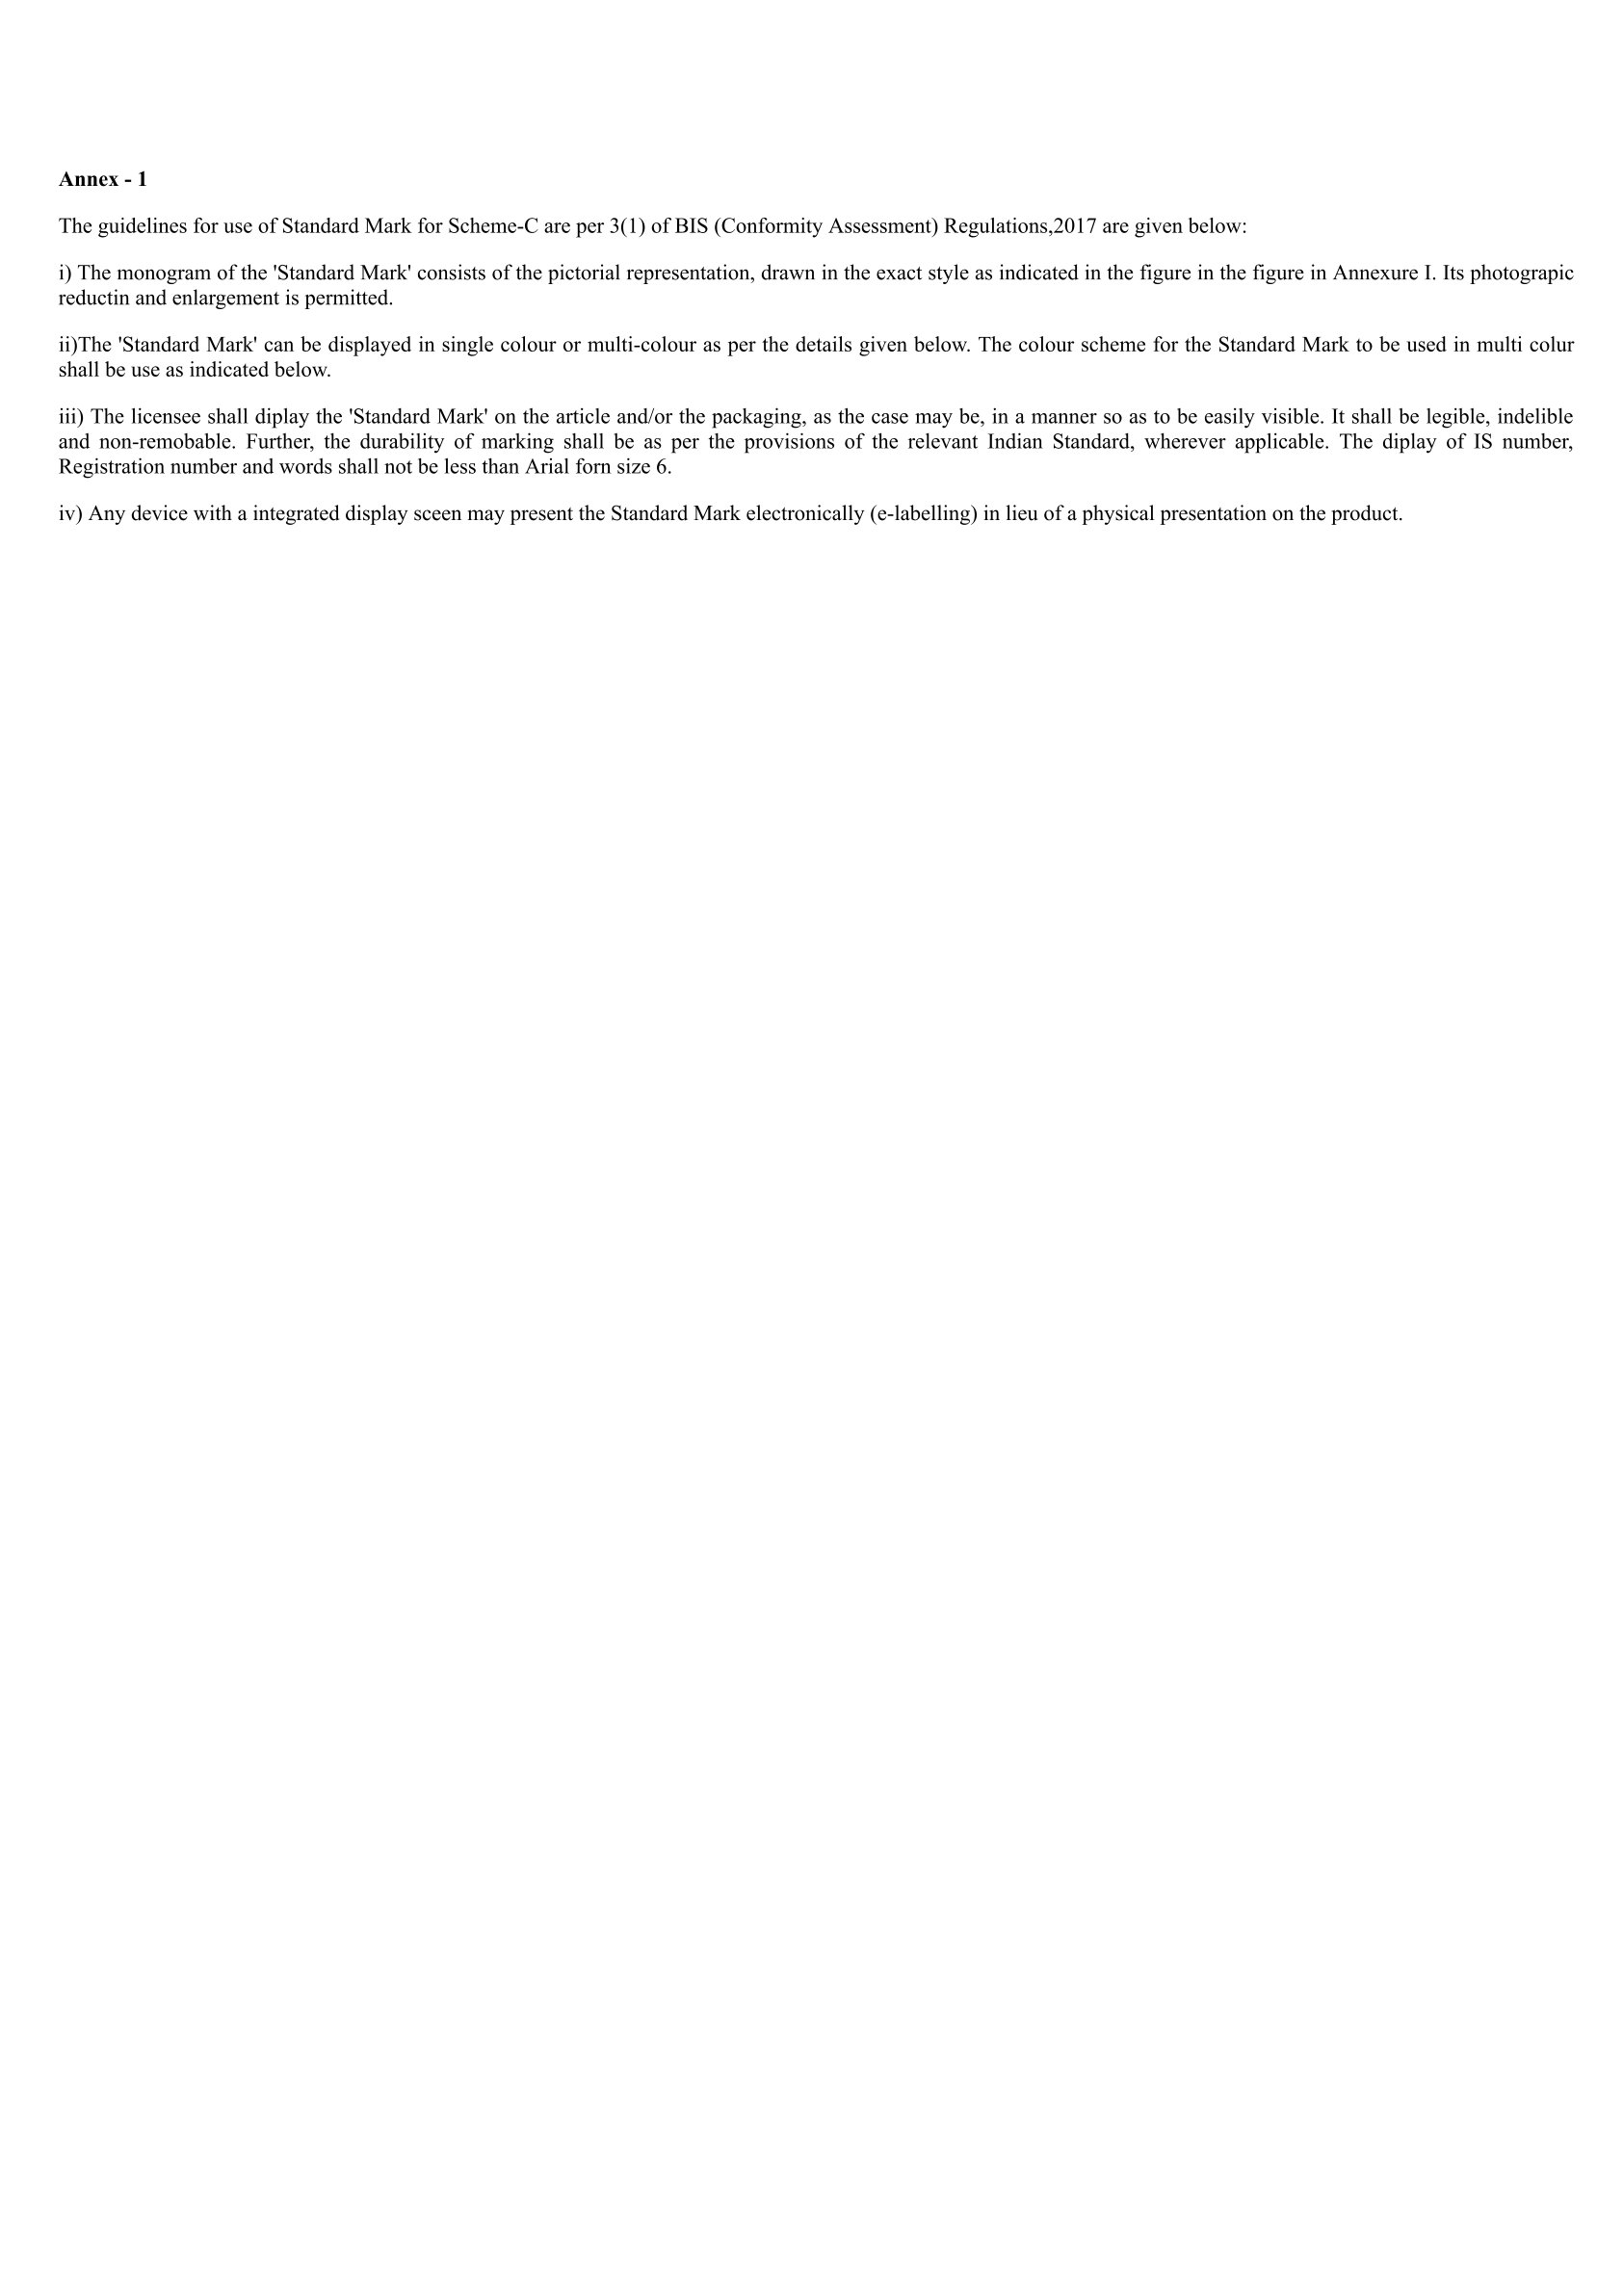 Annex - 1
The guidelines for use of Standard Mark for Scheme-C are per 3(1) of BIS (Conformity Assessment) Regulations,2017 are given below:
i) The monogram of the 'Standard Mark' consists of the pictorial representation, drawn in the exact style as indicated in the figure in the figure in Annexure I. Its photograpic
reductin and enlargement is permitted.
ii)The 'Standard Mark' can be displayed in single colour or multi-colour as per the details given below. The colour scheme for the Standard Mark to be used in multi colur
shall be use as indicated below.
iii) The licensee shall diplay the 'Standard Mark' on the article and/or the packaging, as the case may be, in a manner so as to be easily visible. It shall be legible, indelible
and non-remobable. Further, the durability of marking shall be as per the provisions of the relevant Indian Standard, wherever applicable. The diplay of IS number,
Registration number and words shall not be less than Arial forn size 6.
iv) Any device with a integrated display sceen may present the Standard Mark electronically (e-labelling) in lieu of a physical presentation on the product.